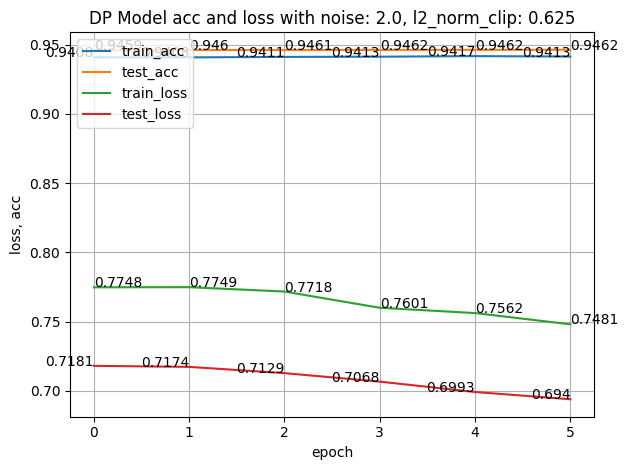 DP Model acc and loss with noise: 2.0, l2_norm_clip: 0.625
0.95
0.90
0.85
0.80
0.75
0.70
loss, acc
train_acc
test_acc
train_loss
test_loss
0.9459 0.946 0.9461 0.9462 0.9462 0.9462
0.9408 0.9411 0.9413 0.9417 0.9413
0.7748 0.7749 0.7718 0.7601 0.7562 0.7481
0.7181 0.7174 0.7129 0.7068 0.6993 0.694
0 1 2 3 4 5
epoch